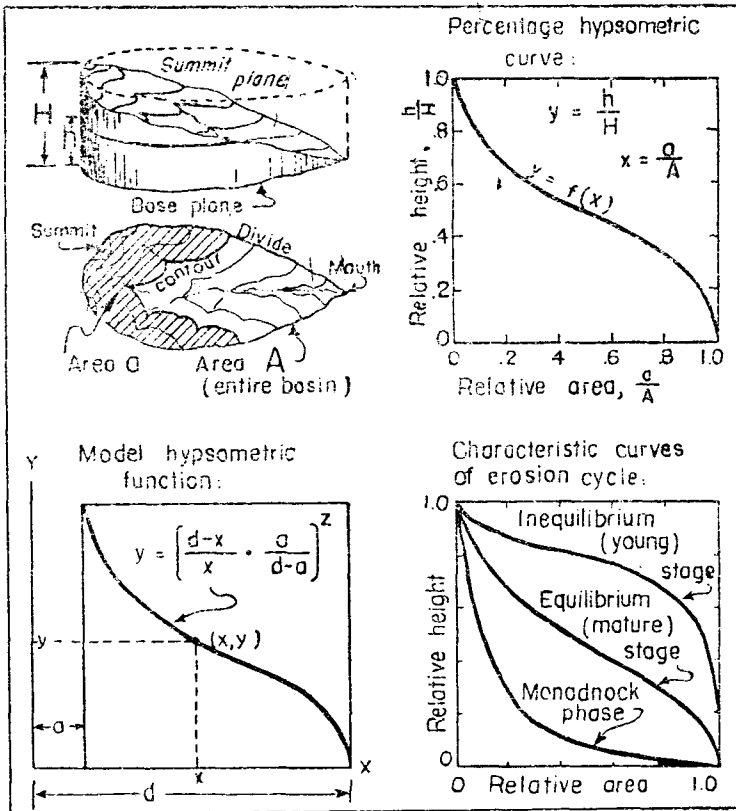 Summit
plane
H
h
Base plane
Summit
Divide
contour
Mouth
Area a
Area A
(entire basin)
Percentage hypsometric
curve:
1.0
.8
.6
.4
.2
0
Relative height, h/H
y = h/H
x = a/A
y = f(x)
0 .2 .4 .6 .8 1.0
Relative area, a/A
Model hypsometric
function:
Y
y = [d-x/x · a/d-a]^z
y
(x,y)
a
x
X
d
Characteristic curves
of erosion cycle:
1.0
Inequilibrium
(young)
stage
Equilibrium
(mature)
stage
Monadnock
phase
Relative height
0
0 Relative area 1.0